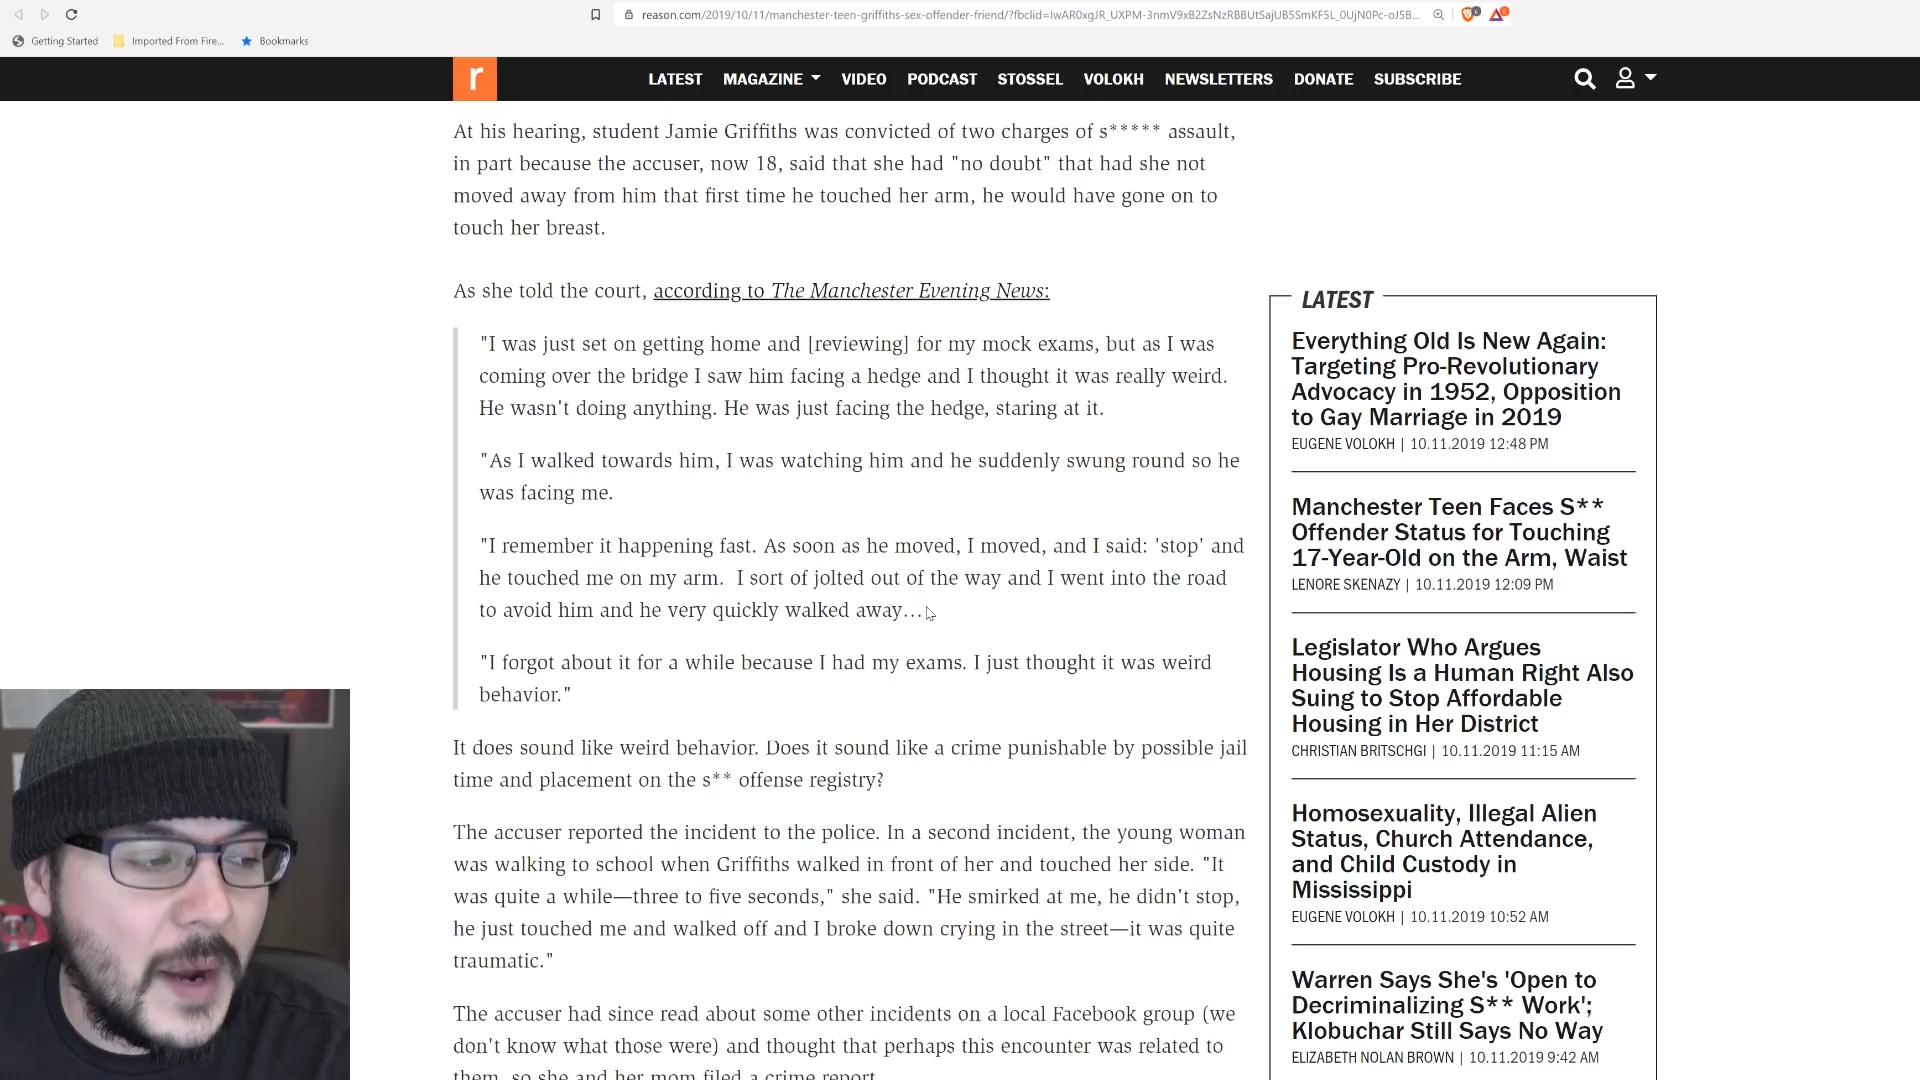 reason.com/2019/10/11/manchester-teen-griffiths-sex-offender-friend/?fbclid=IwAR0xgJR_UXPM-3nmV9xB2ZsNzRBBUtSajUB5SmKF5L_0UjN0Pc-oJ5B...
Getting Started Imported From Fire... Bookmarks
r LATEST MAGAZINE VIDEO PODCAST STOSSEL VOLOKH NEWSLETTERS DONATE SUBSCRIBE
At his hearing, student Jamie Griffiths was convicted of two charges of s***** assault,
in part because the accuser, now 18, said that she had "no doubt" that had she not
moved away from him that first time he touched her arm, he would have gone on to
touch her breast.
As she told the court, according to The Manchester Evening News:
"I was just set on getting home and [reviewing] for my mock exams, but as I was
coming over the bridge I saw him facing a hedge and I thought it was really weird.
He wasn't doing anything. He was just facing the hedge, staring at it.
"As I walked towards him, I was watching him and he suddenly swung round so he
was facing me.
"I remember it happening fast. As soon as he moved, I moved, and I said: 'stop' and
he touched me on my arm. I sort of jolted out of the way and I went into the road
to avoid him and he very quickly walked away…
"I forgot about it for a while because I had my exams. I just thought it was weird
behavior."
It does sound like weird behavior. Does it sound like a crime punishable by possible jail
time and placement on the s** offense registry?
The accuser reported the incident to the police. In a second incident, the young woman
was walking to school when Griffiths walked in front of her and touched her side. "It
was quite a while—three to five seconds," she said. "He smirked at me, he didn't stop,
he just touched me and walked off and I broke down crying in the street—it was quite
traumatic."
The accuser had since read about some other incidents on a local Facebook group (we
don't know what those were) and thought that perhaps this encounter was related to
them, so she and her mom filed a crime report.
LATEST
Everything Old Is New Again:
Targeting Pro-Revolutionary
Advocacy in 1952, Opposition
to Gay Marriage in 2019
EUGENE VOLOKH | 10.11.2019 12:48 PM
Manchester Teen Faces S**
Offender Status for Touching
17-Year-Old on the Arm, Waist
LENORE SKENAZY | 10.11.2019 12:09 PM
Legislator Who Argues
Housing Is a Human Right Also
Suing to Stop Affordable
Housing in Her District
CHRISTIAN BRITSCHGI | 10.11.2019 11:15 AM
Homosexuality, Illegal Alien
Status, Church Attendance,
and Child Custody in
Mississippi
EUGENE VOLOKH | 10.11.2019 10:52 AM
Warren Says She's 'Open to
Decriminalizing S** Work';
Klobuchar Still Says No Way
ELIZABETH NOLAN BROWN | 10.11.2019 9:42 AM